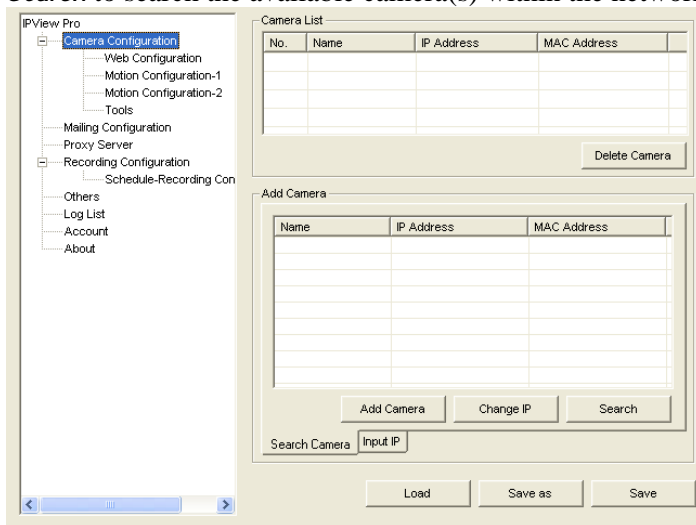 to search the available camera(s) within the network
IPView Pro
Camera Configuration
Web Configuration
Motion Configuration-1
Motion Configuration-2
Tools
Mailing Configuration
Proxy Server
Recording Configuration
Schedule-Recording Con
Others
Log List
Account
About
Camera List
No. Name IP Address MAC Address
Delete Camera
Add Camera
Name IP Address MAC Address
Add Camera Change IP Search
Search Camera Input IP
Load Save as Save